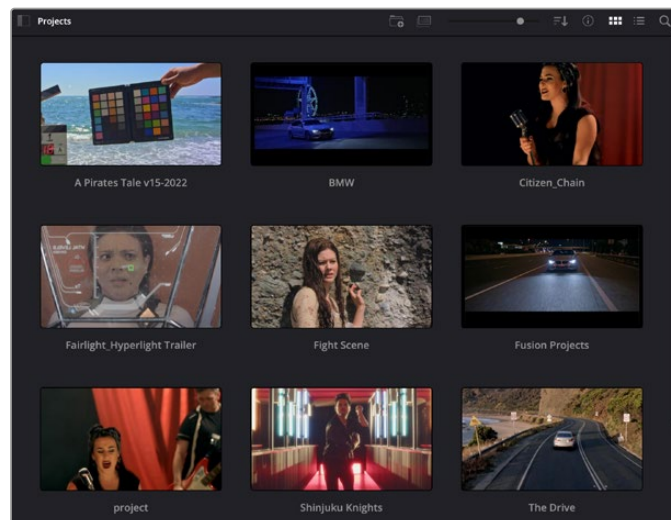 Projects
A Pirates Tale v15-2022
BMW
Citizen_Chain
Fairlight_Hyperlight Trailer
Fight Scene
Fusion Projects
project
Shinjuku Knights
The Drive